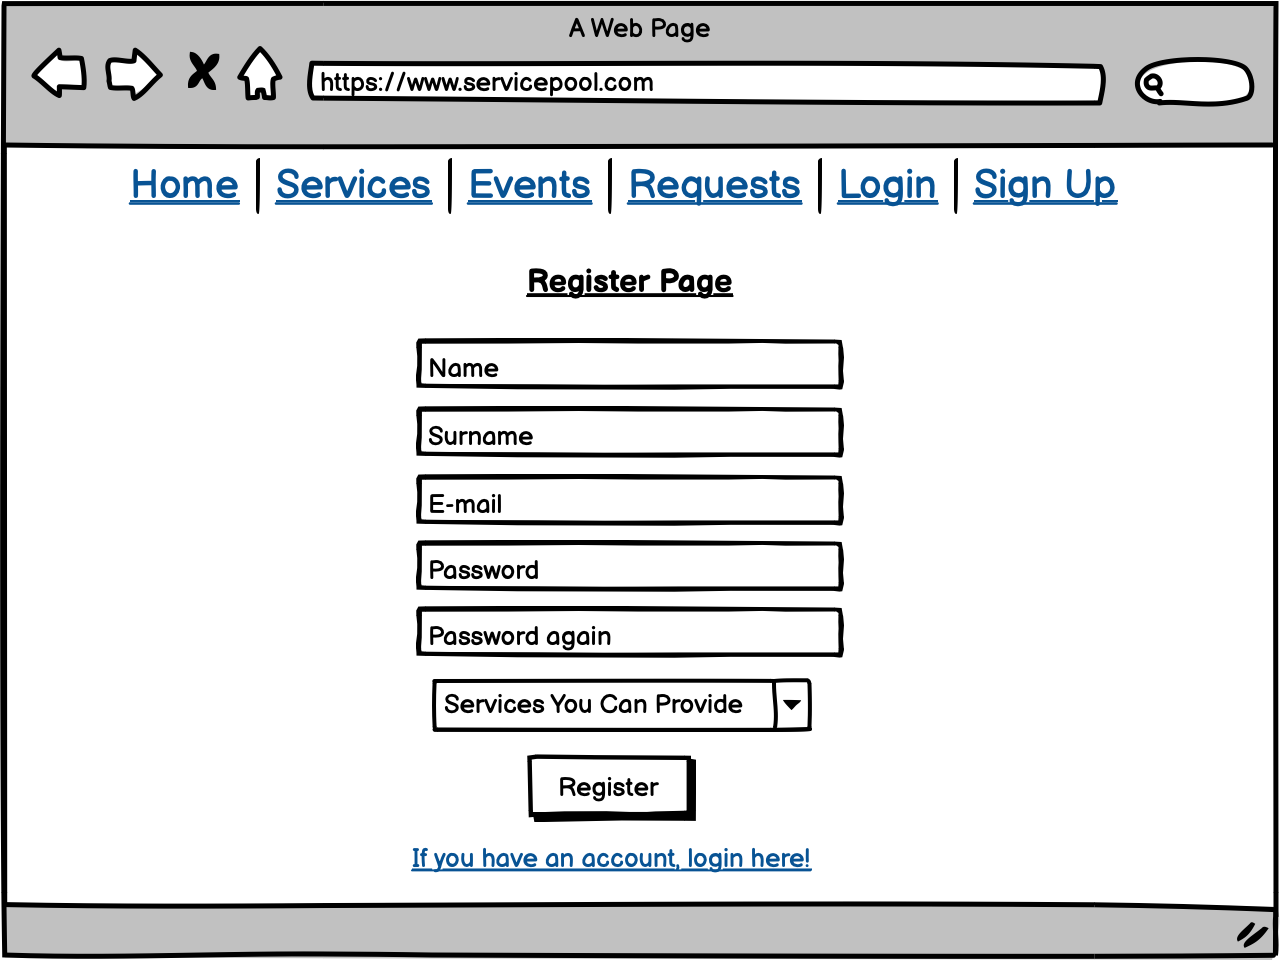 A Web Page
https://www.servicepool.com
Home Services Events Requests Login Sign Up
Register Page
Name
Surname
E-mail
Password
Password again
Services You Can Provide
Register
If you have an account, login here!